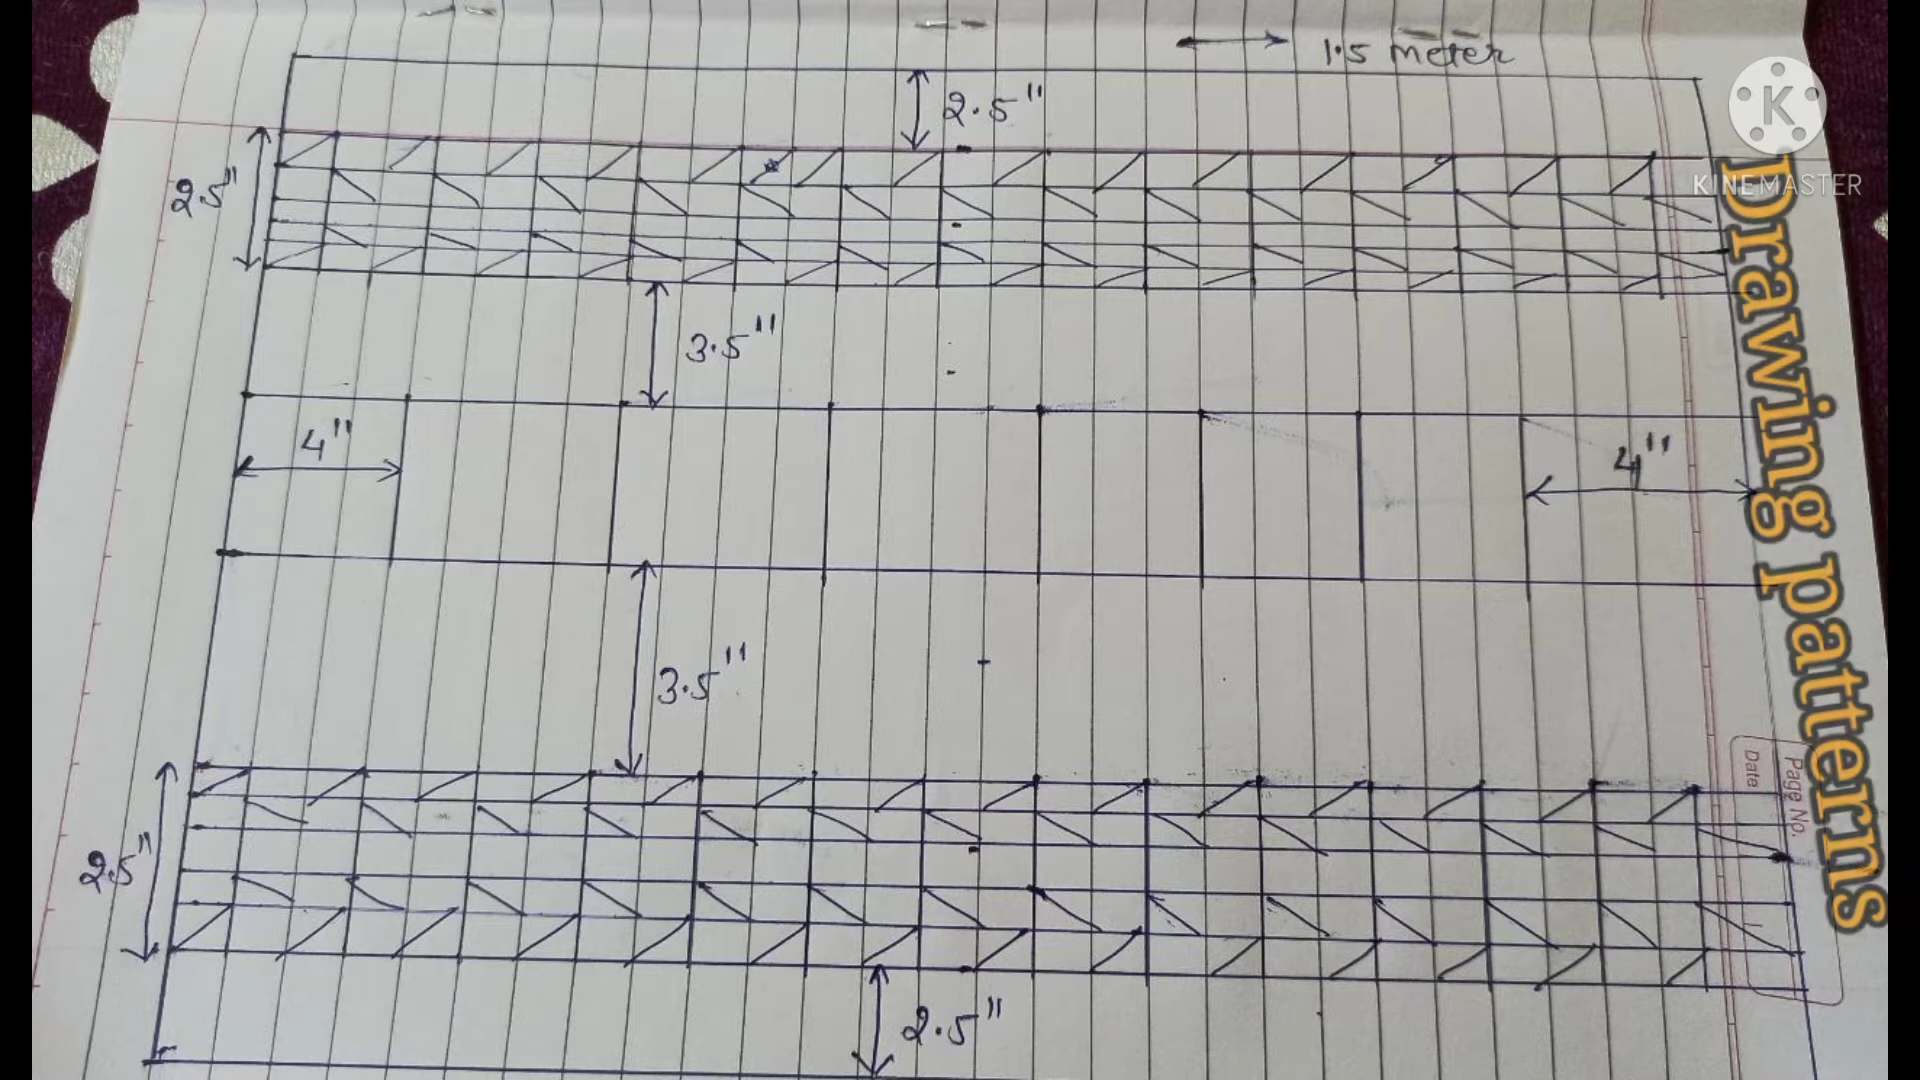 1.5 meter
2.5"
2.5"
3.5"
4"
4"
3.5"
2.5"
2.5"
K
KINEMASTER
Drawing patterns
Page No.
Date